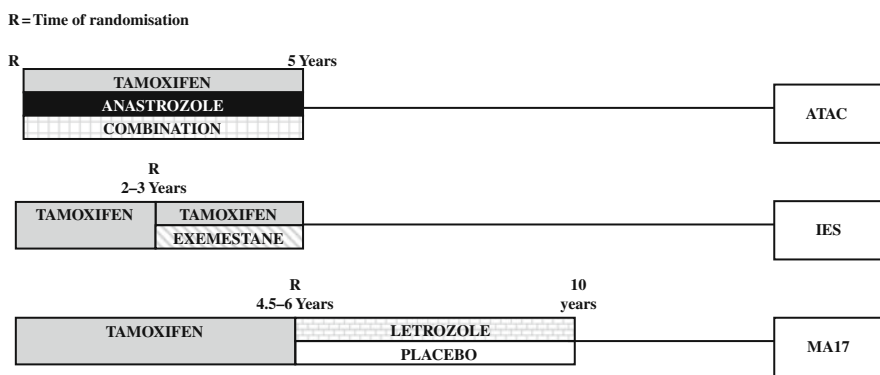 R = Time of randomisation
R
5 Years
TAMOXIFEN
ANASTROZOLE
COMBINATION
ATAC
R
2–3 Years
TAMOXIFEN
TAMOXIFEN
EXEMESTANE
IES
R
4.5–6 Years
10
years
TAMOXIFEN
LETROZOLE
PLACEBO
MA17